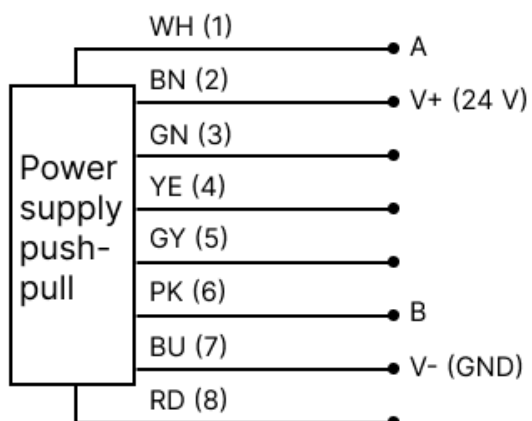 WH (1)
A
BN (2)
V+ (24 V)
GN (3)
YE (4)
GY (5)
PK (6)
B
BU (7)
V- (GND)
RD (8)
Power
supply
push-
pull